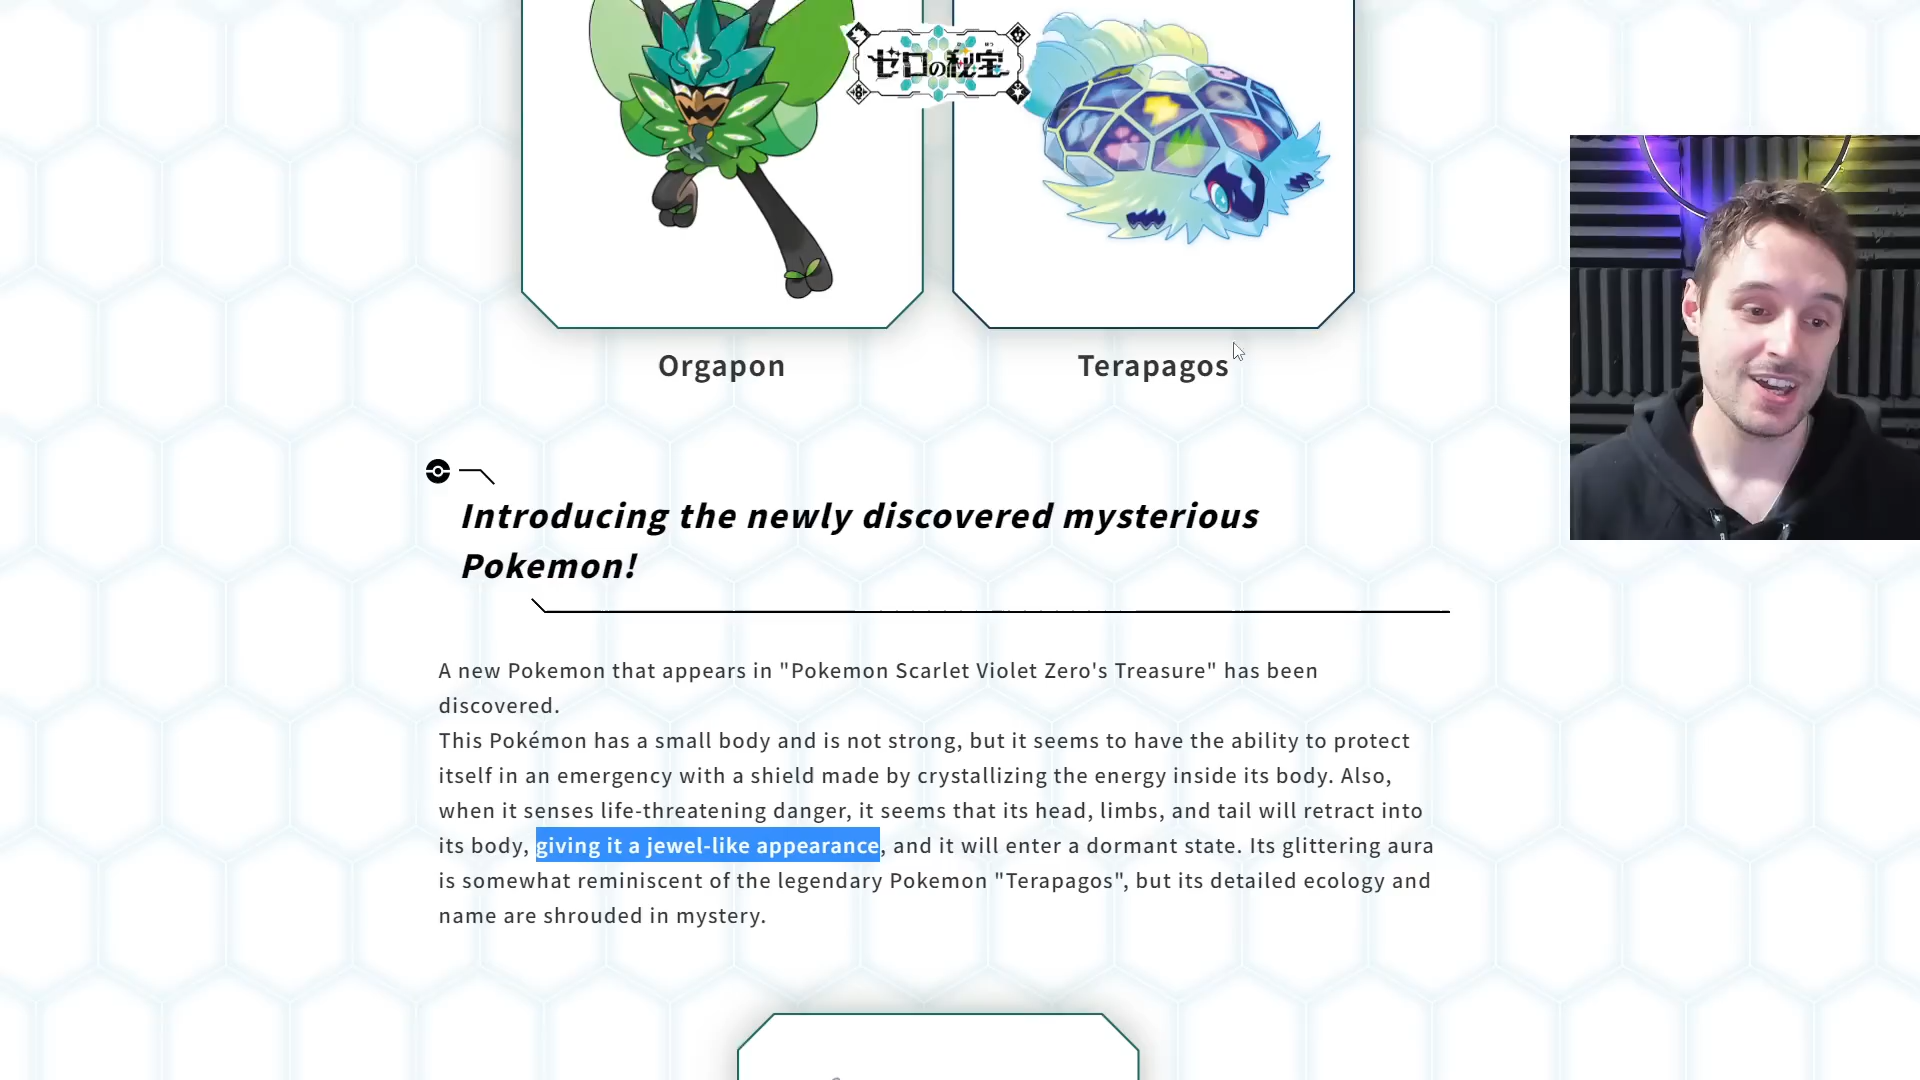 ゼロの秘宝
Orgapon
Terapagos
Introducing the newly discovered mysterious
Pokemon!
A new Pokemon that appears in "Pokemon Scarlet Violet Zero's Treasure" has been
discovered.
This Pokémon has a small body and is not strong, but it seems to have the ability to protect
itself in an emergency with a shield made by crystallizing the energy inside its body. Also,
when it senses life-threatening danger, it seems that its head, limbs, and tail will retract into
its body, giving it a jewel-like appearance, and it will enter a dormant state. Its glittering aura
is somewhat reminiscent of the legendary Pokemon "Terapagos", but its detailed ecology and
name are shrouded in mystery.